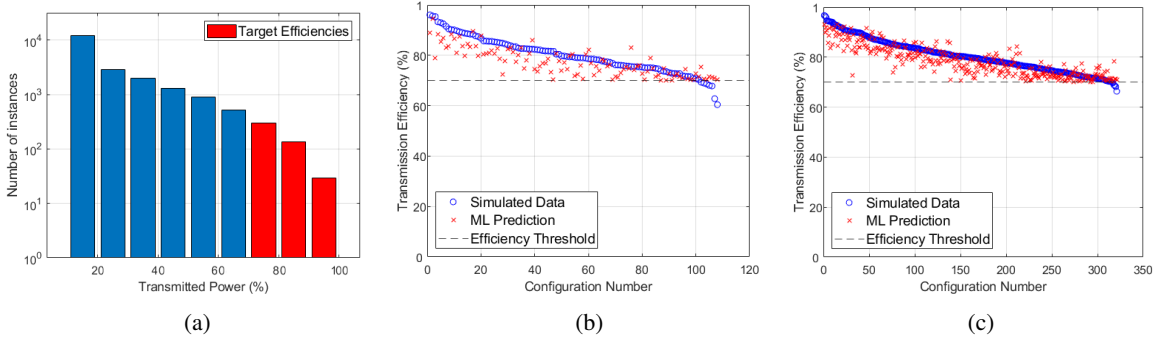 Number of instances
10^4
10^3
10^2
10^1
10^0
20 40 60 80 100
Transmitted Power (%)
Target Efficiencies
(a)
Transmission Efficiency (%)
1
80
60
40
20
0
0 20 40 60 80 100 120
Configuration Number
Simulated Data
ML Prediction
Efficiency Threshold
(b)
Transmission Efficiency (%)
1
80
60
40
20
0
0 50 100 150 200 250 300 350
Configuration Number
Simulated Data
ML Prediction
Efficiency Threshold
(c)